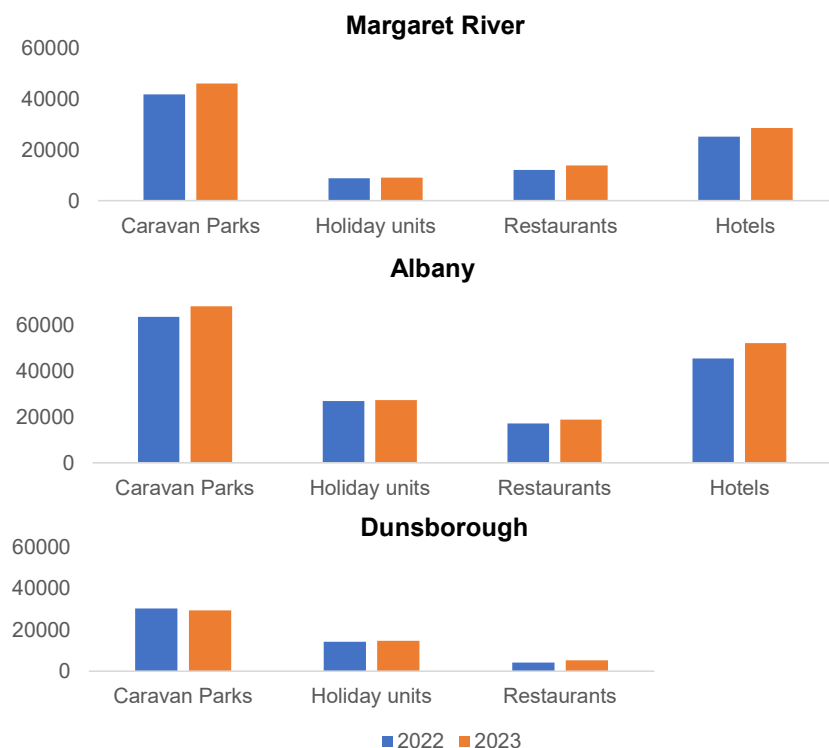 Margaret River
60000
40000
20000
0
Caravan Parks Holiday units Restaurants Hotels
Albany
60000
40000
20000
0
Caravan Parks Holiday units Restaurants Hotels
Dunsborough
60000
40000
20000
0
Caravan Parks Holiday units Restaurants
2022 2023